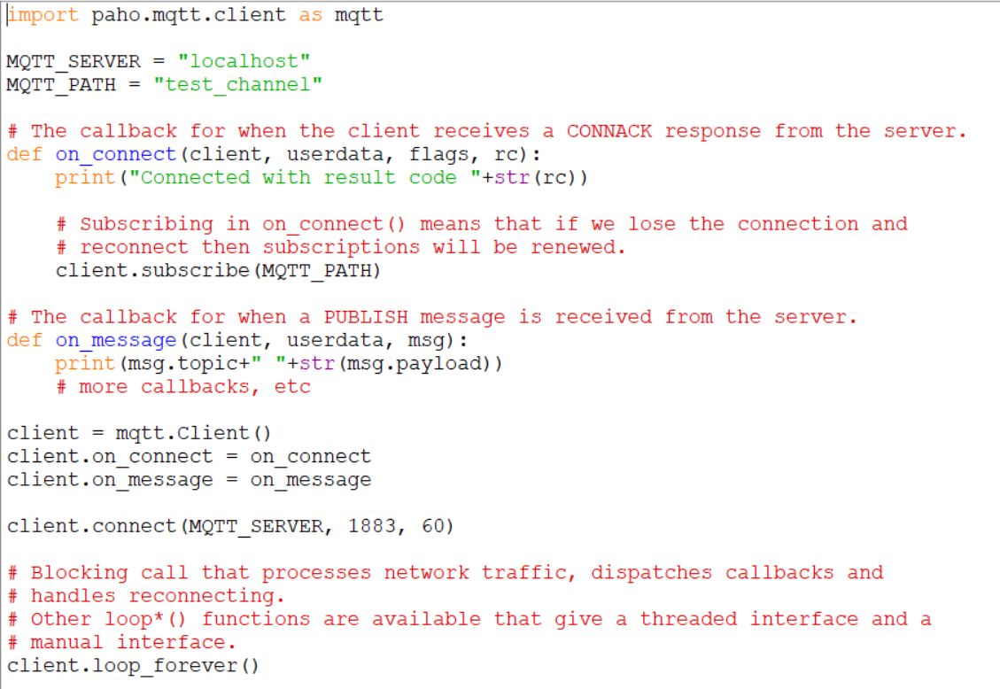 import paho.mqtt.client as mqtt
MQTT_SERVER = "localhost"
MQTT_PATH = "test_channel"
# The callback for when the client receives a CONNACK response from the server.
def on_connect(client, userdata, flags, rc):
    print("Connected with result code "+str(rc))
    # Subscribing in on_connect() means that if we lose the connection and
    # reconnect then subscriptions will be renewed.
    client.subscribe(MQTT_PATH)
# The callback for when a PUBLISH message is received from the server.
def on_message(client, userdata, msg):
    print(msg.topic+" "+str(msg.payload))
    # more callbacks, etc
client = mqtt.Client()
client.on_connect = on_connect
client.on_message = on_message
client.connect(MQTT_SERVER, 1883, 60)
# Blocking call that processes network traffic, dispatches callbacks and
# handles reconnecting.
# Other loop*() functions are available that give a threaded interface and a
# manual interface.
client.loop_forever()